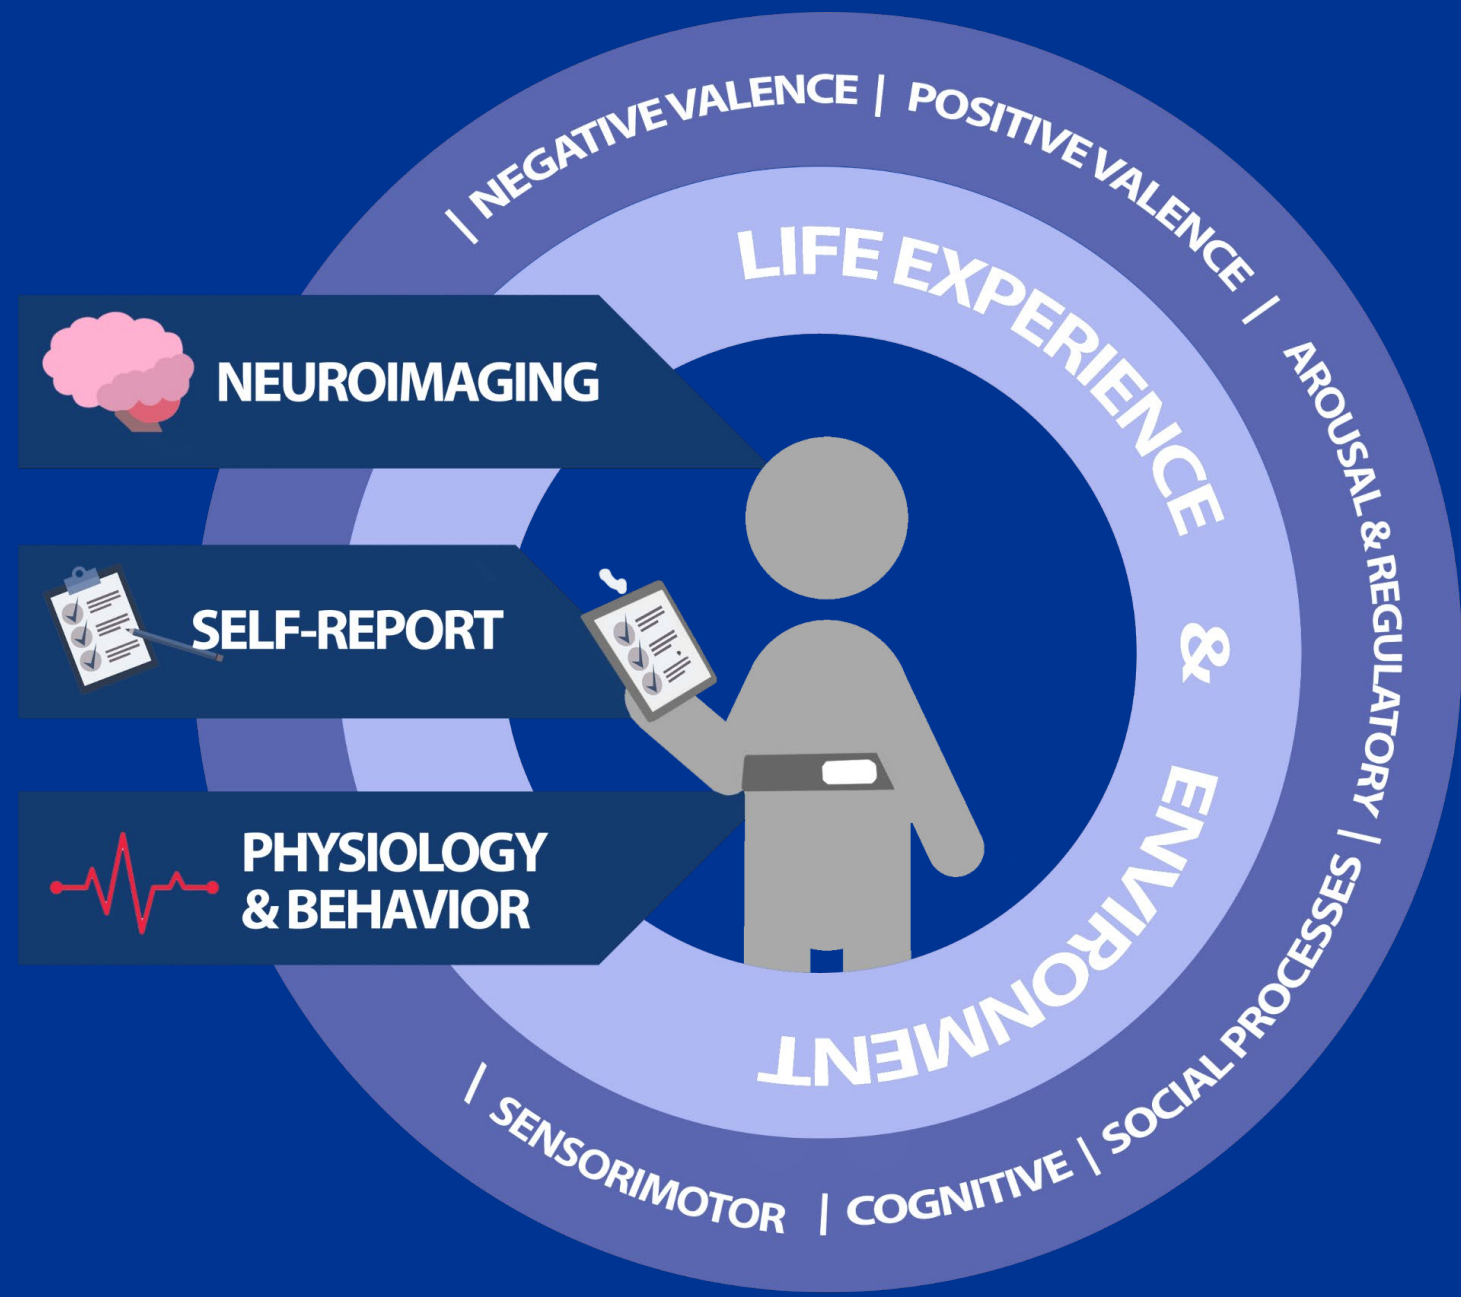 | NEGATIVE VALENCE | POSITIVE VALENCE | AROUSAL & REGULATORY | SOCIAL PROCESSES | COGNITIVE | SENSORIMOTOR |
LIFE EXPERIENCE & ENVIRONMENT
NEUROIMAGING
SELF-REPORT
PHYSIOLOGY
& BEHAVIOR